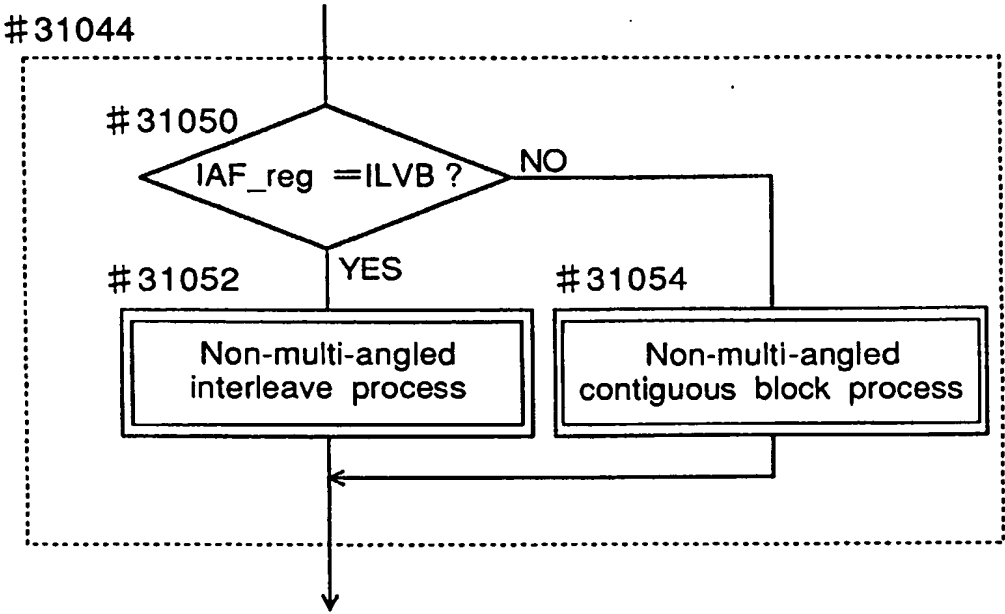 #31044
#31050
IAF_reg =ILVB ?
NO
YES
#31052
#31054
Non-multi-angled
interleave process
Non-multi-angled
contiguous block process